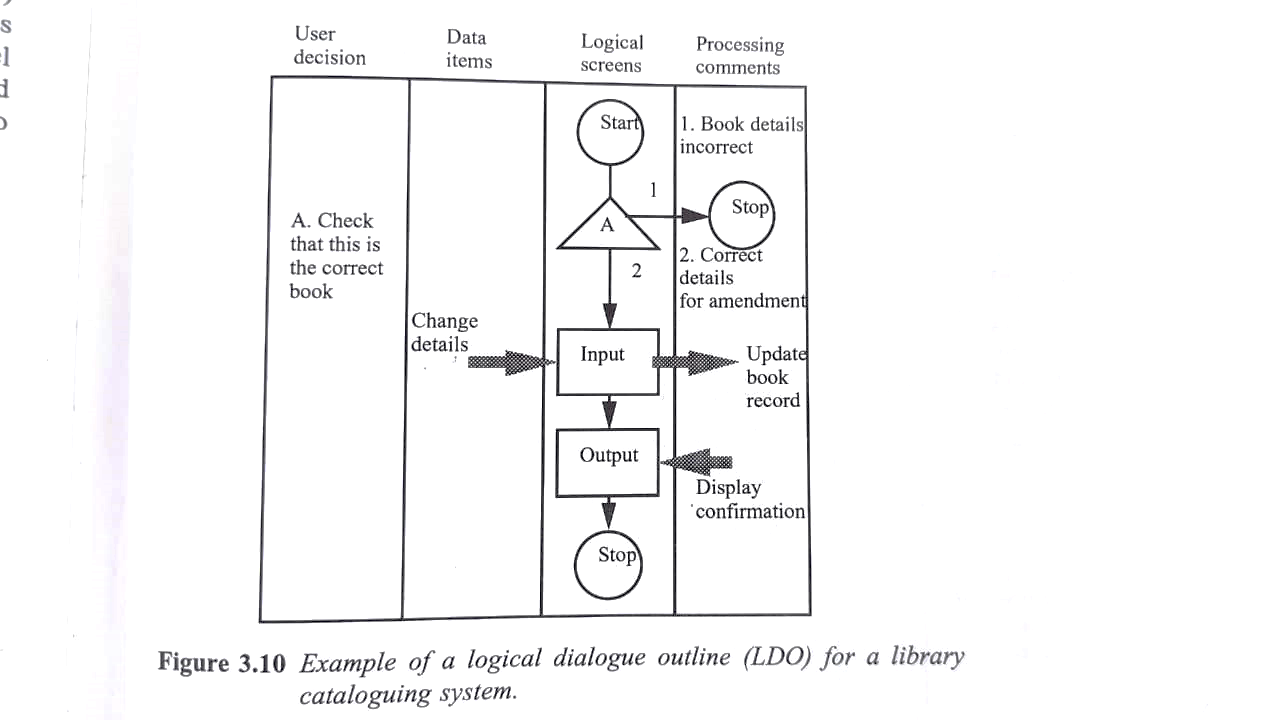 s
el
d
User
decision
Data
items
Logical
screens
Processing
comments
Start
1. Book details
incorrect
1
Stop
A
A. Check
that this is
the correct
book
2
2. Correct
details
for amendment
Change
details
Input
Update
book
record
Output
Display
confirmation
Stop
Figure 3.10 Example of a logical dialogue outline (LDO) for a library
cataloguing system.